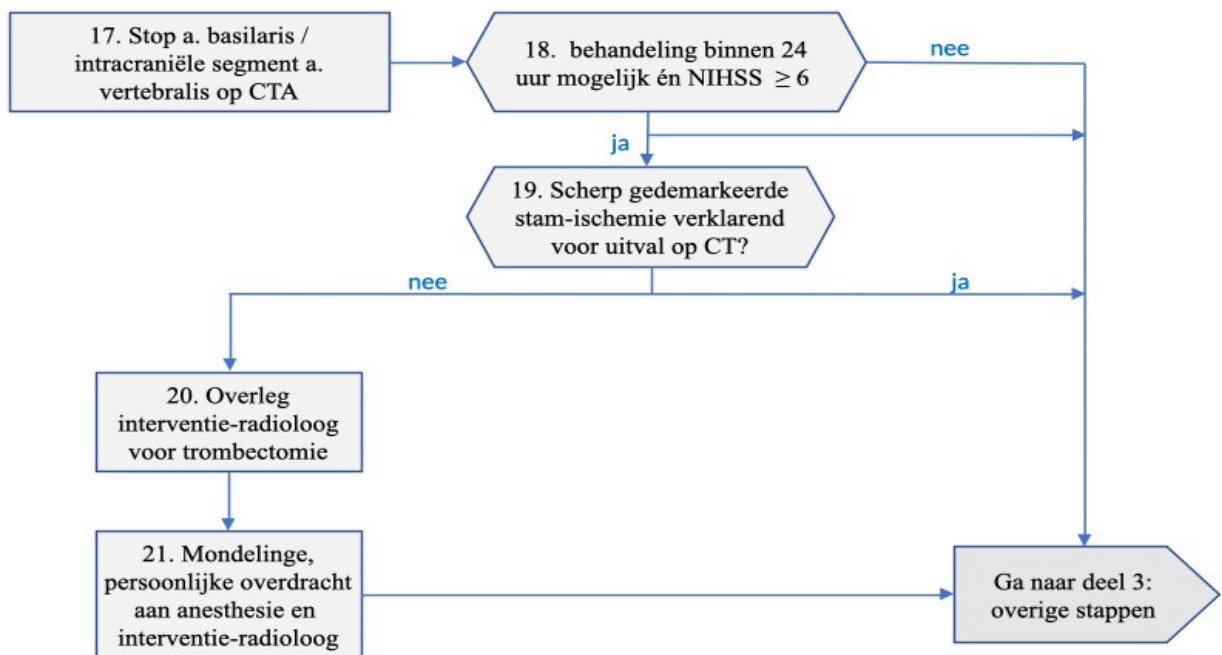 17. Stop a. basilaris /
intracraniële segment a.
vertebralis op CTA
18. behandeling binnen 24
uur mogelijk én NIHSS ≥ 6
nee
ja
19. Scherp gedemarkeerde
stam-ischemie verklarend
voor uitval op CT?
nee
ja
20. Overleg
interventie-radioloog
voor trombectomie
21. Mondelinge,
persoonlijke overdracht
aan anesthesie en
interventie-radioloog
Ga naar deel 3:
overige stappen